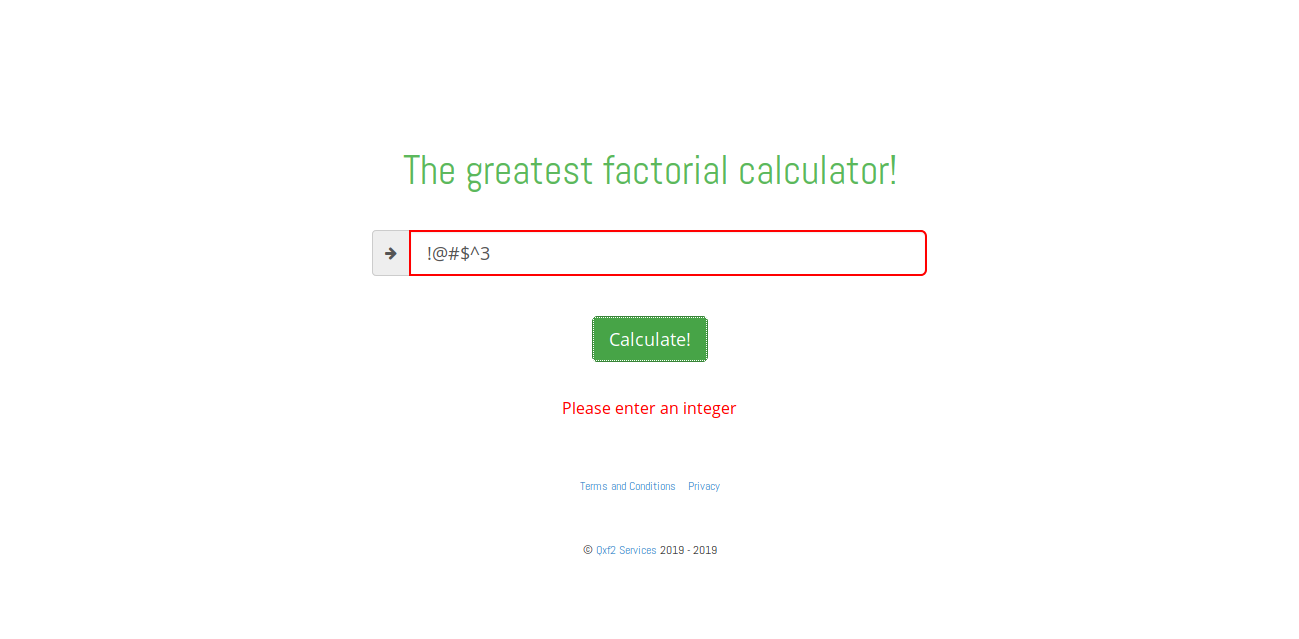 The greatest factorial calculator!
!@#$^3
Calculate!
Please enter an integer
Terms and Conditions Privacy
© Qxf2 Services 2019 - 2019